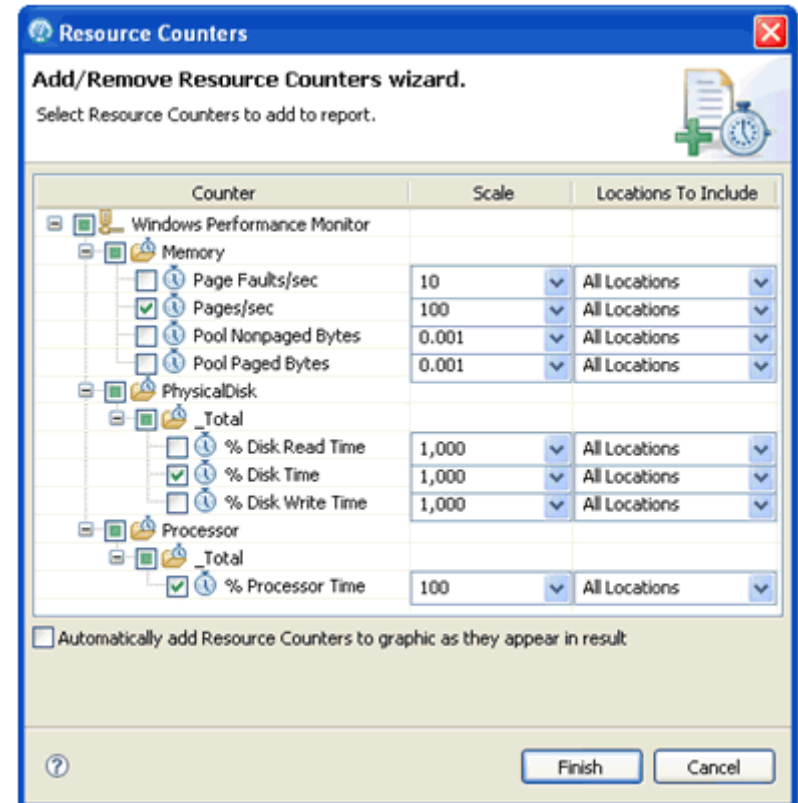 Resource Counters
Add/Remove Resource Counters wizard.
Select Resource Counters to add to report.
Counter Scale Locations To Include
Windows Performance Monitor
Memory
Page Faults/sec 10 All Locations
Pages/sec 100 All Locations
Pool Nonpaged Bytes 0.001 All Locations
Pool Paged Bytes 0.001 All Locations
PhysicalDisk
_Total
% Disk Read Time 1,000 All Locations
% Disk Time 1,000 All Locations
% Disk Write Time 1,000 All Locations
Processor
_Total
% Processor Time 100 All Locations
Automatically add Resource Counters to graphic as they appear in result
? Finish Cancel